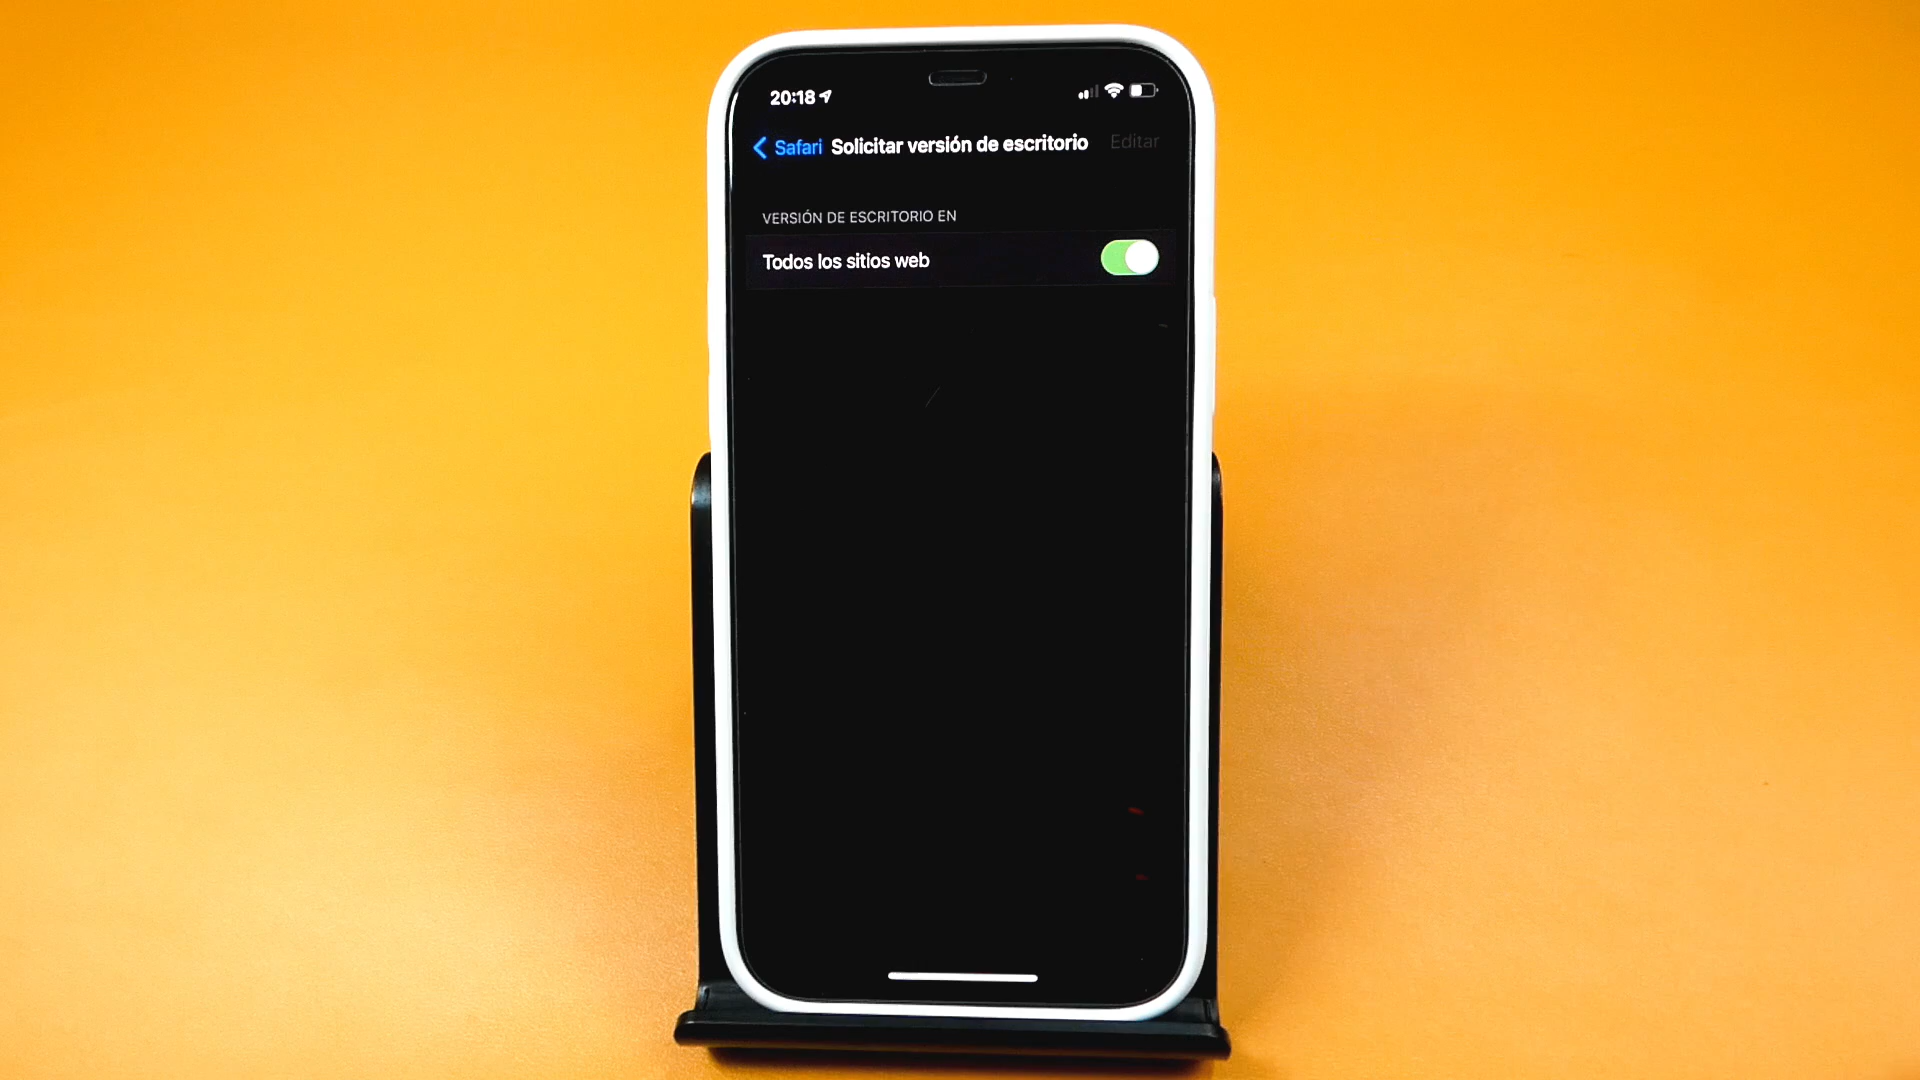 20:18
Safari Solicitar versión de escritorio Editar
VERSIÓN DE ESCRITORIO EN
Todos los sitios web